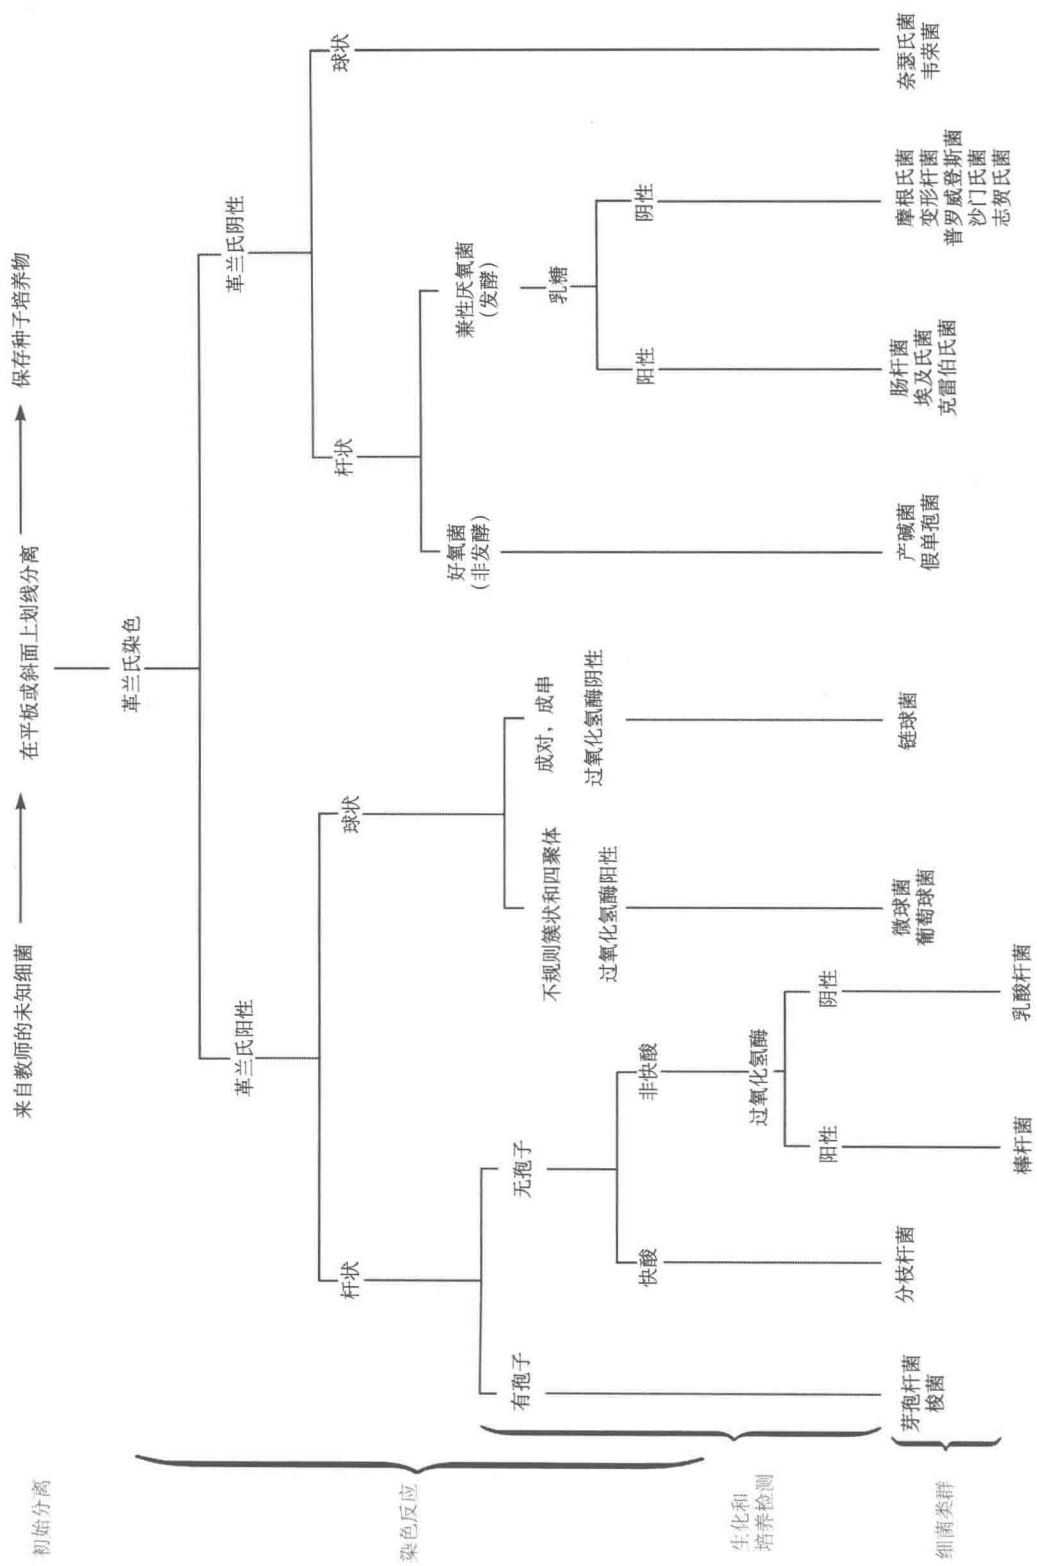 初始分离
来自教师的未知细菌
在平板或斜面上划线分离
保存种子培养物
革兰氏染色
革兰氏阳性
革兰氏阴性
染色反应
杆状
球状
杆状
球状
好氧菌
(非发酵)
兼性厌氧菌
(发酵)
有孢子
无孢子
不规则簇状和四聚体
成对，成串
乳糖
过氧化氢酶阳性
过氧化氢酶阴性
快酸
非快酸
阳性
阴性
生化和
培养检测
过氧化氢酶
阳性
阴性
细菌类群
芽孢杆菌
梭菌
分枝杆菌
微球菌
葡萄球菌
链球菌
产碱菌
假单孢菌
肠杆菌
埃及氏菌
克雷伯氏菌
摩根氏菌
变形杆菌
普罗威登斯菌
沙门氏菌
志贺氏菌
奈瑟氏菌
韦荣菌
棒杆菌
乳酸杆菌